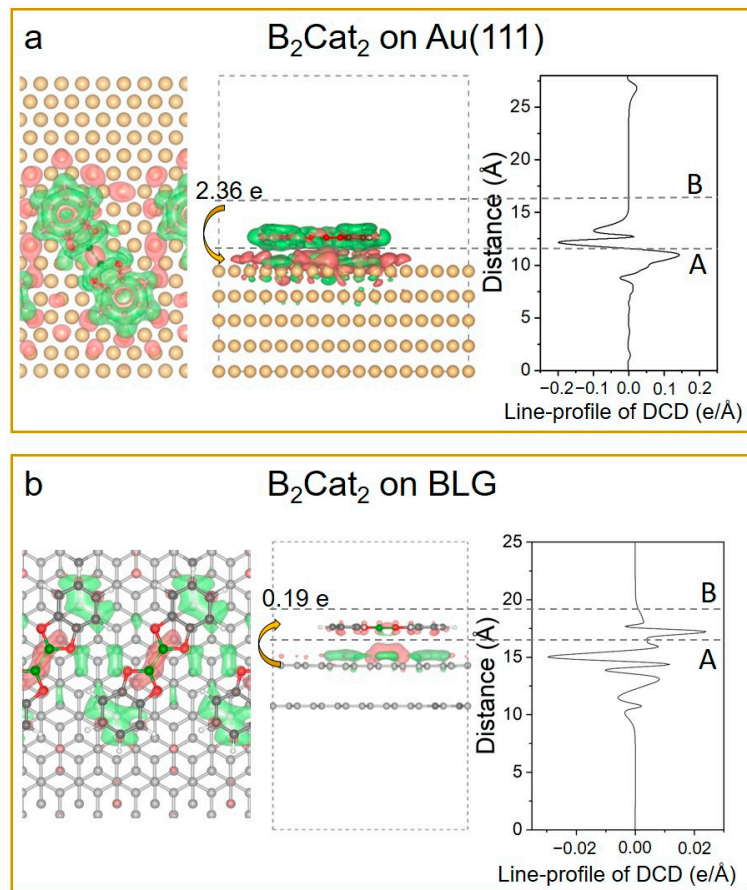 a
B₂Cat₂ on Au(111)
2.36 e
Distance (Å)
25
20
15
10
5
0
B
A
−0.2 −0.1 0.0 0.1 0.2
Line-profile of DCD (e/Å)
b
B₂Cat₂ on BLG
0.19 e
Distance (Å)
25
20
15
10
5
0
B
A
−0.02 0.00 0.02
Line-profile of DCD (e/Å)